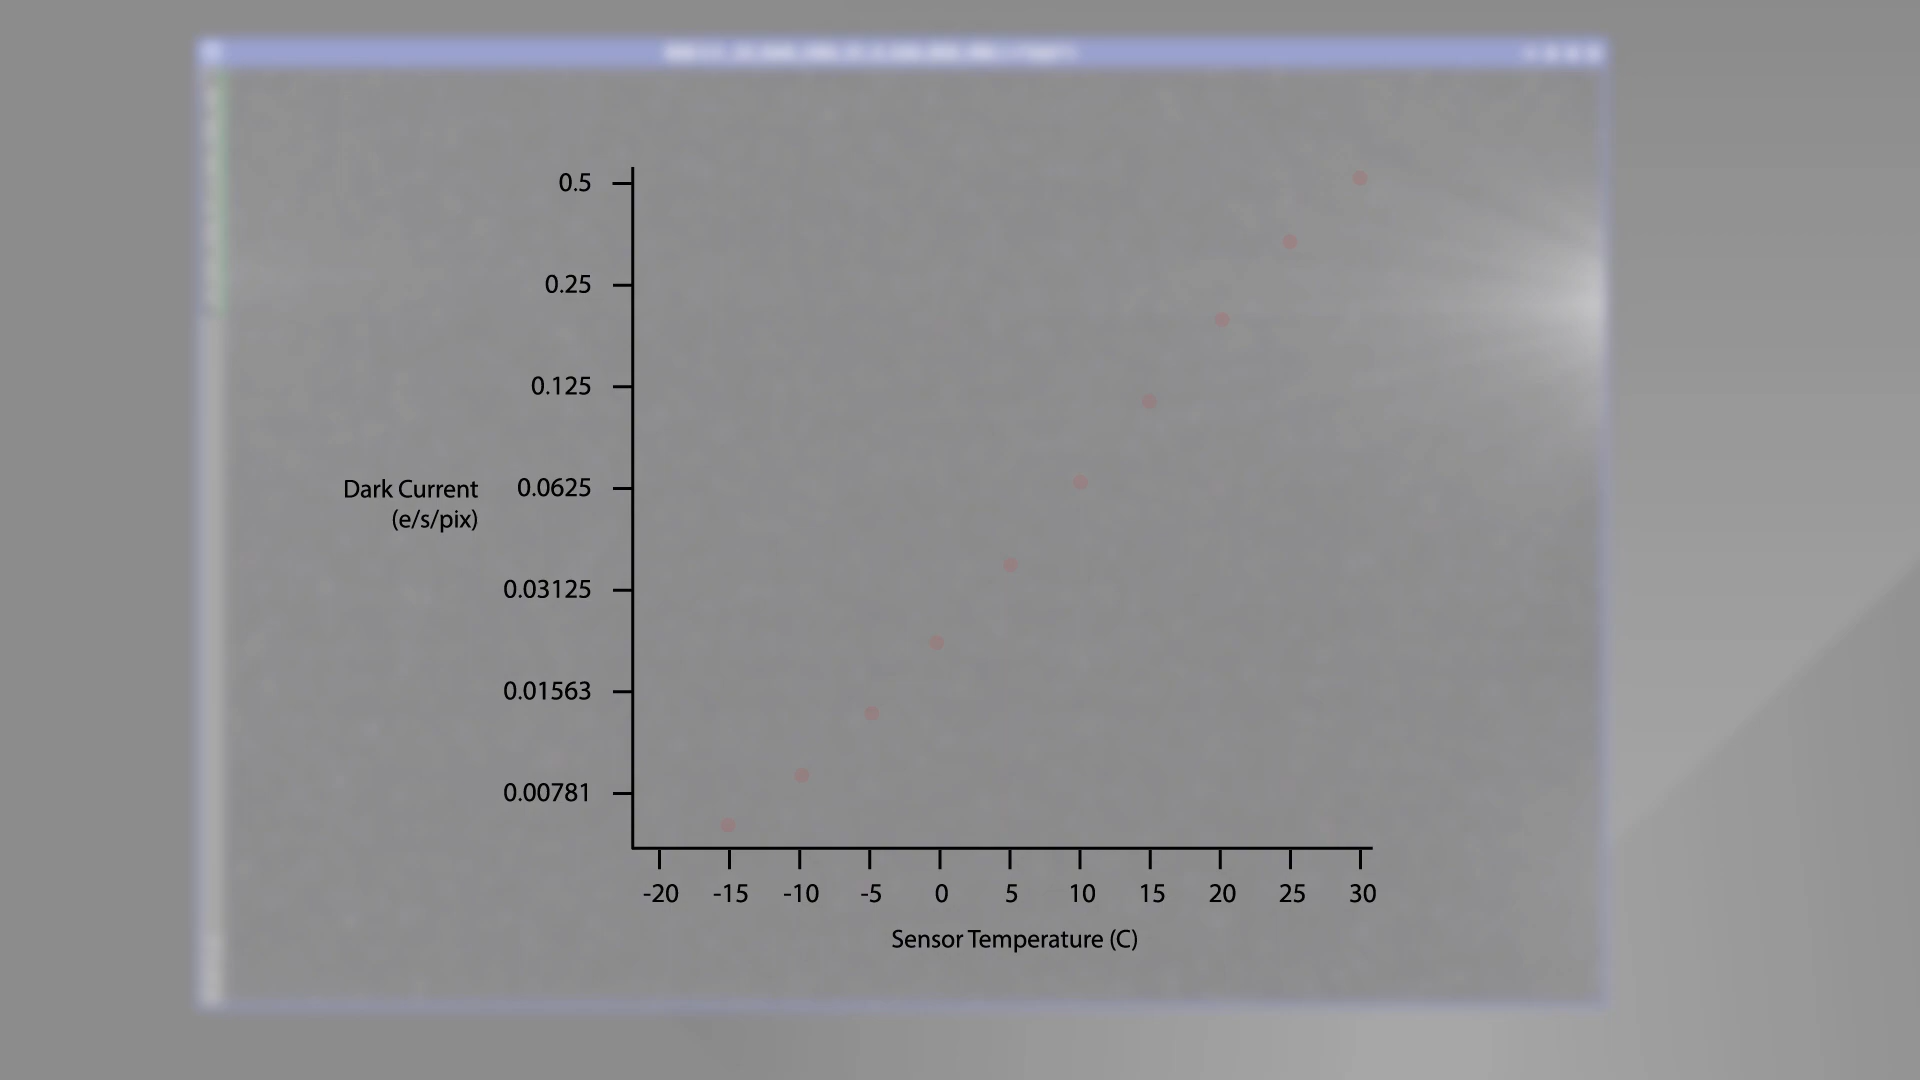 0.5
0.25
0.125
Dark Current
(e/s/pix)
0.0625
0.03125
0.01563
0.00781
-20 -15 -10 -5 0 5 10 15 20 25 30
Sensor Temperature (C)